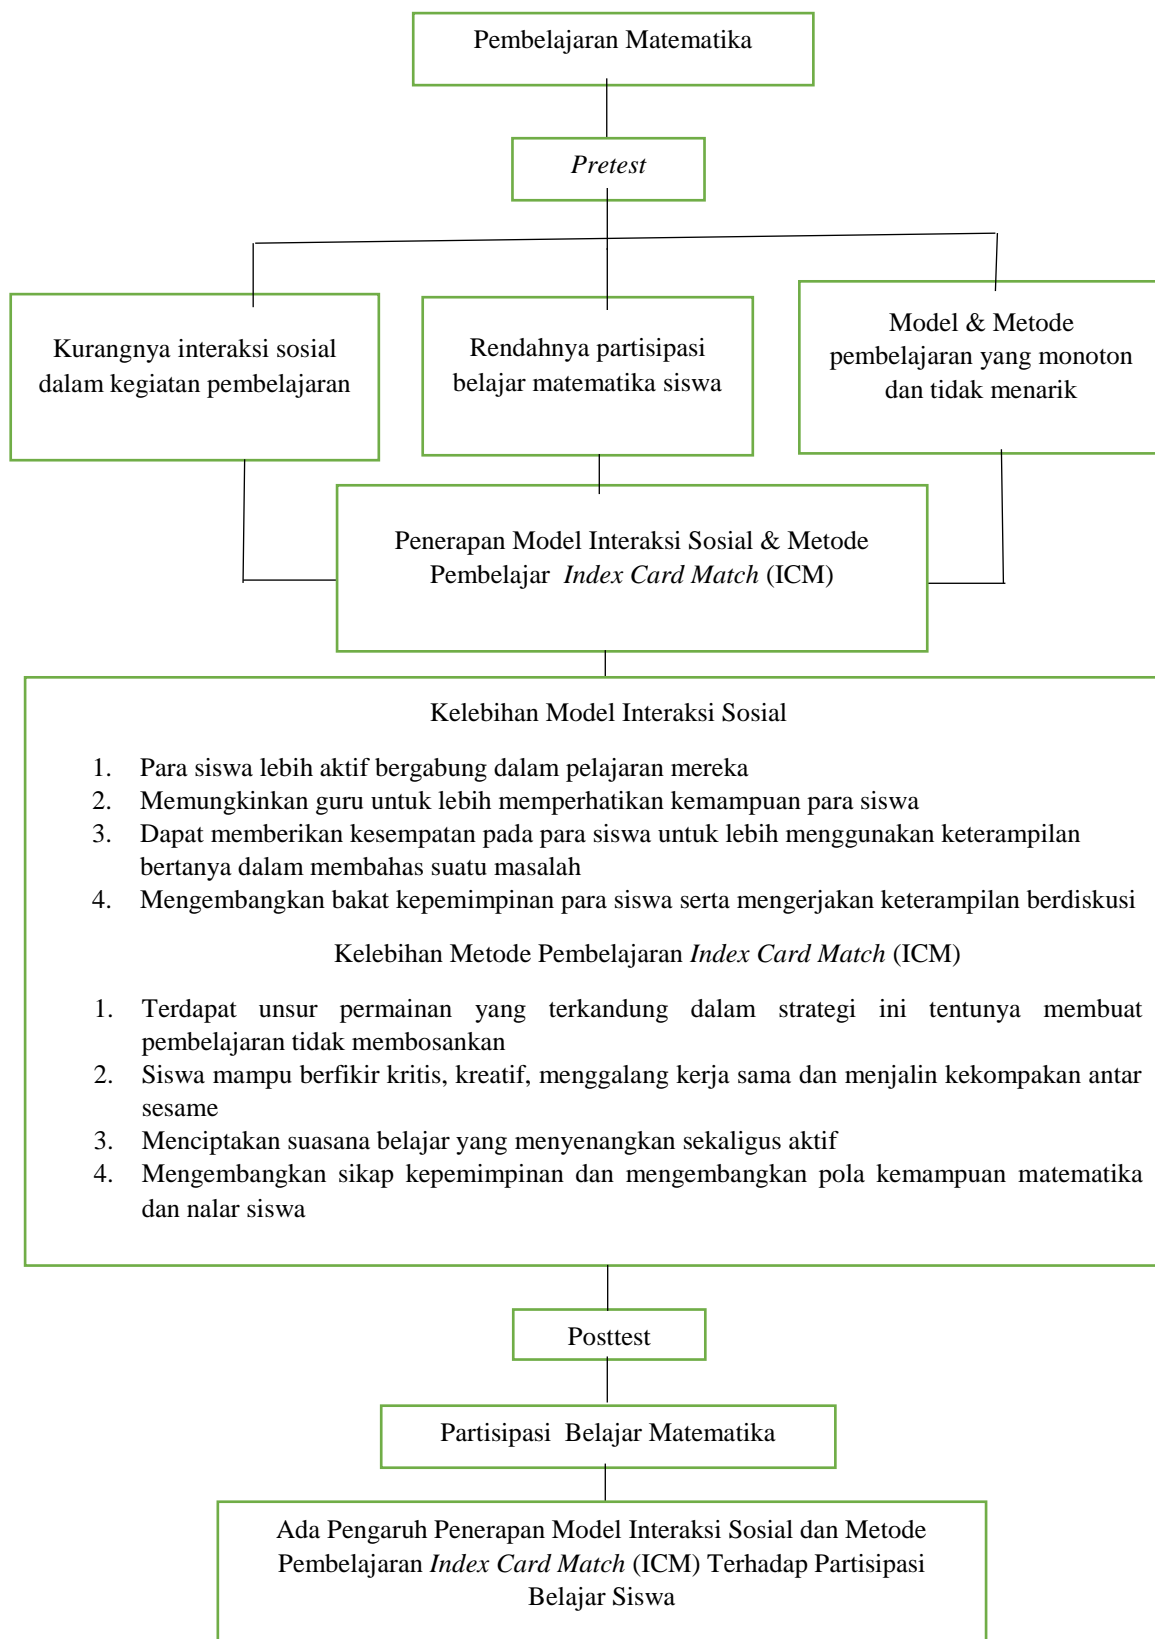 Pembelajaran Matematika
Pretest
Kurangnya interaksi sosial
dalam kegiatan pembelajaran
Rendahnya partisipasi
belajar matematika siswa
Model & Metode
pembelajaran yang monoton
dan tidak menarik
Penerapan Model Interaksi Sosial & Metode
Pembelajar Index Card Match (ICM)
Kelebihan Model Interaksi Sosial
1. Para siswa lebih aktif bergabung dalam pelajaran mereka
2. Memungkinkan guru untuk lebih memperhatikan kemampuan para siswa
3. Dapat memberikan kesempatan pada para siswa untuk lebih menggunakan keterampilan
bertanya dalam membahas suatu masalah
4. Mengembangkan bakat kepemimpinan para siswa serta mengerjakan keterampilan berdiskusi
Kelebihan Metode Pembelajaran Index Card Match (ICM)
1. Terdapat unsur permainan yang terkandung dalam strategi ini tentunya membuat
pembelajaran tidak membosankan
2. Siswa mampu berfikir kritis, kreatif, menggalang kerja sama dan menjalin kekompakan antar
sesame
3. Menciptakan suasana belajar yang menyenangkan sekaligus aktif
4. Mengembangkan sikap kepemimpinan dan mengembangkan pola kemampuan matematika
dan nalar siswa
Posttest
Partisipasi Belajar Matematika
Ada Pengaruh Penerapan Model Interaksi Sosial dan Metode
Pembelajaran Index Card Match (ICM) Terhadap Partisipasi
Belajar Siswa